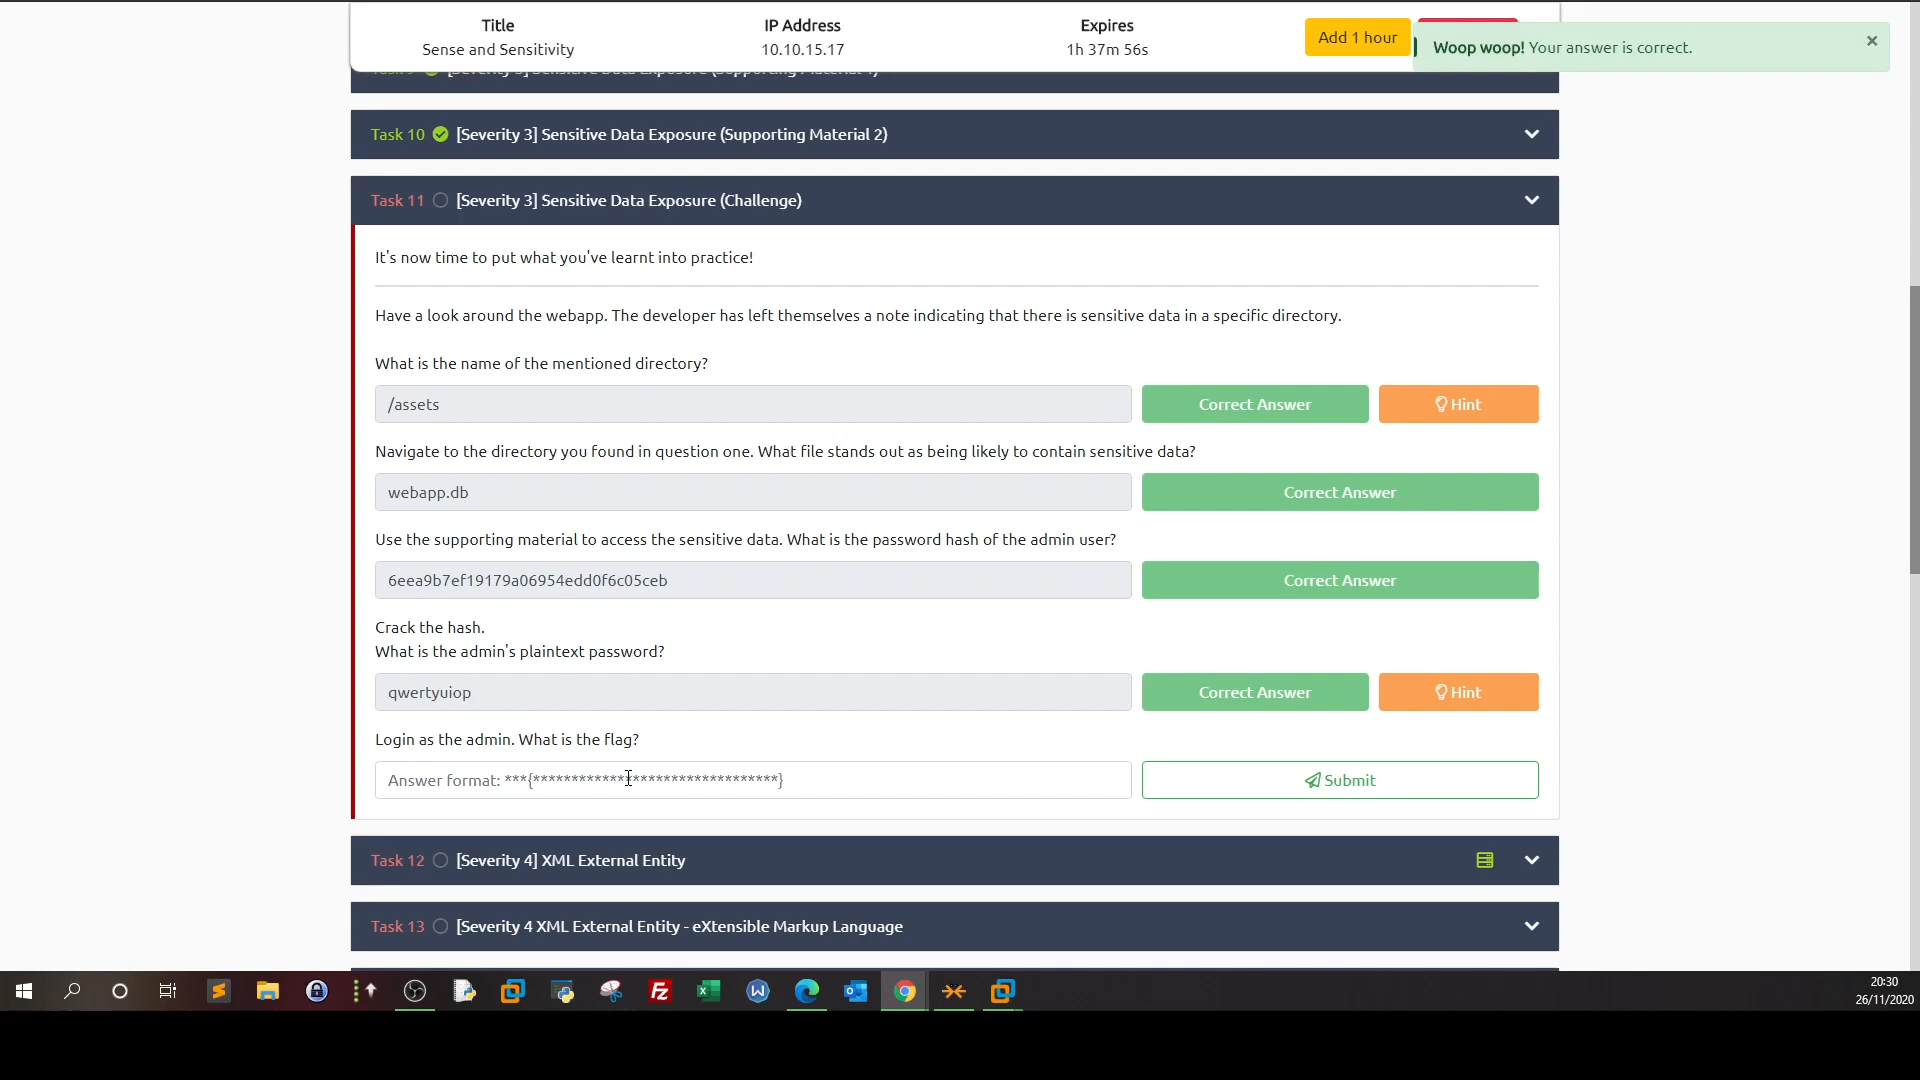 Title
IP Address
Expires
Sense and Sensitivity
10.10.15.17
1h 37m 56s
Add 1 hour
Woop woop! Your answer is correct.
×
Task 10 [Severity 3] Sensitive Data Exposure (Supporting Material 2)
Task 11 [Severity 3] Sensitive Data Exposure (Challenge)
It's now time to put what you've learnt into practice!
Have a look around the webapp. The developer has left themselves a note indicating that there is sensitive data in a specific directory.
What is the name of the mentioned directory?
/assets
Correct Answer
Hint
Navigate to the directory you found in question one. What file stands out as being likely to contain sensitive data?
webapp.db
Correct Answer
Use the supporting material to access the sensitive data. What is the password hash of the admin user?
6eea9b7ef19179a06954edd0f6c05ceb
Correct Answer
Crack the hash.
What is the admin's plaintext password?
qwertyuiop
Correct Answer
Hint
Login as the admin. What is the flag?
Answer format: ***{********************************}
Submit
Task 12 [Severity 4] XML External Entity
Task 13 [Severity 4 XML External Entity - eXtensible Markup Language
20:30
26/11/2020